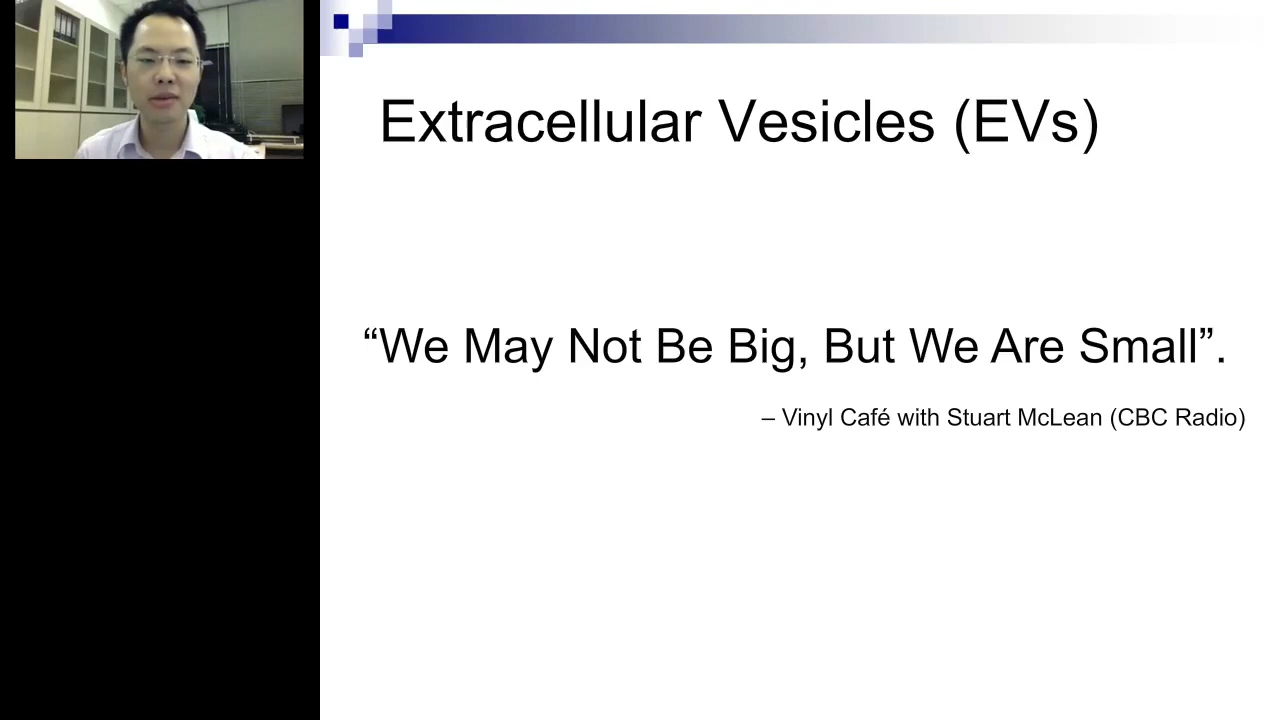 Extracellular Vesicles (EVs)
“We May Not Be Big, But We Are Small”.
– Vinyl Café with Stuart McLean (CBC Radio)